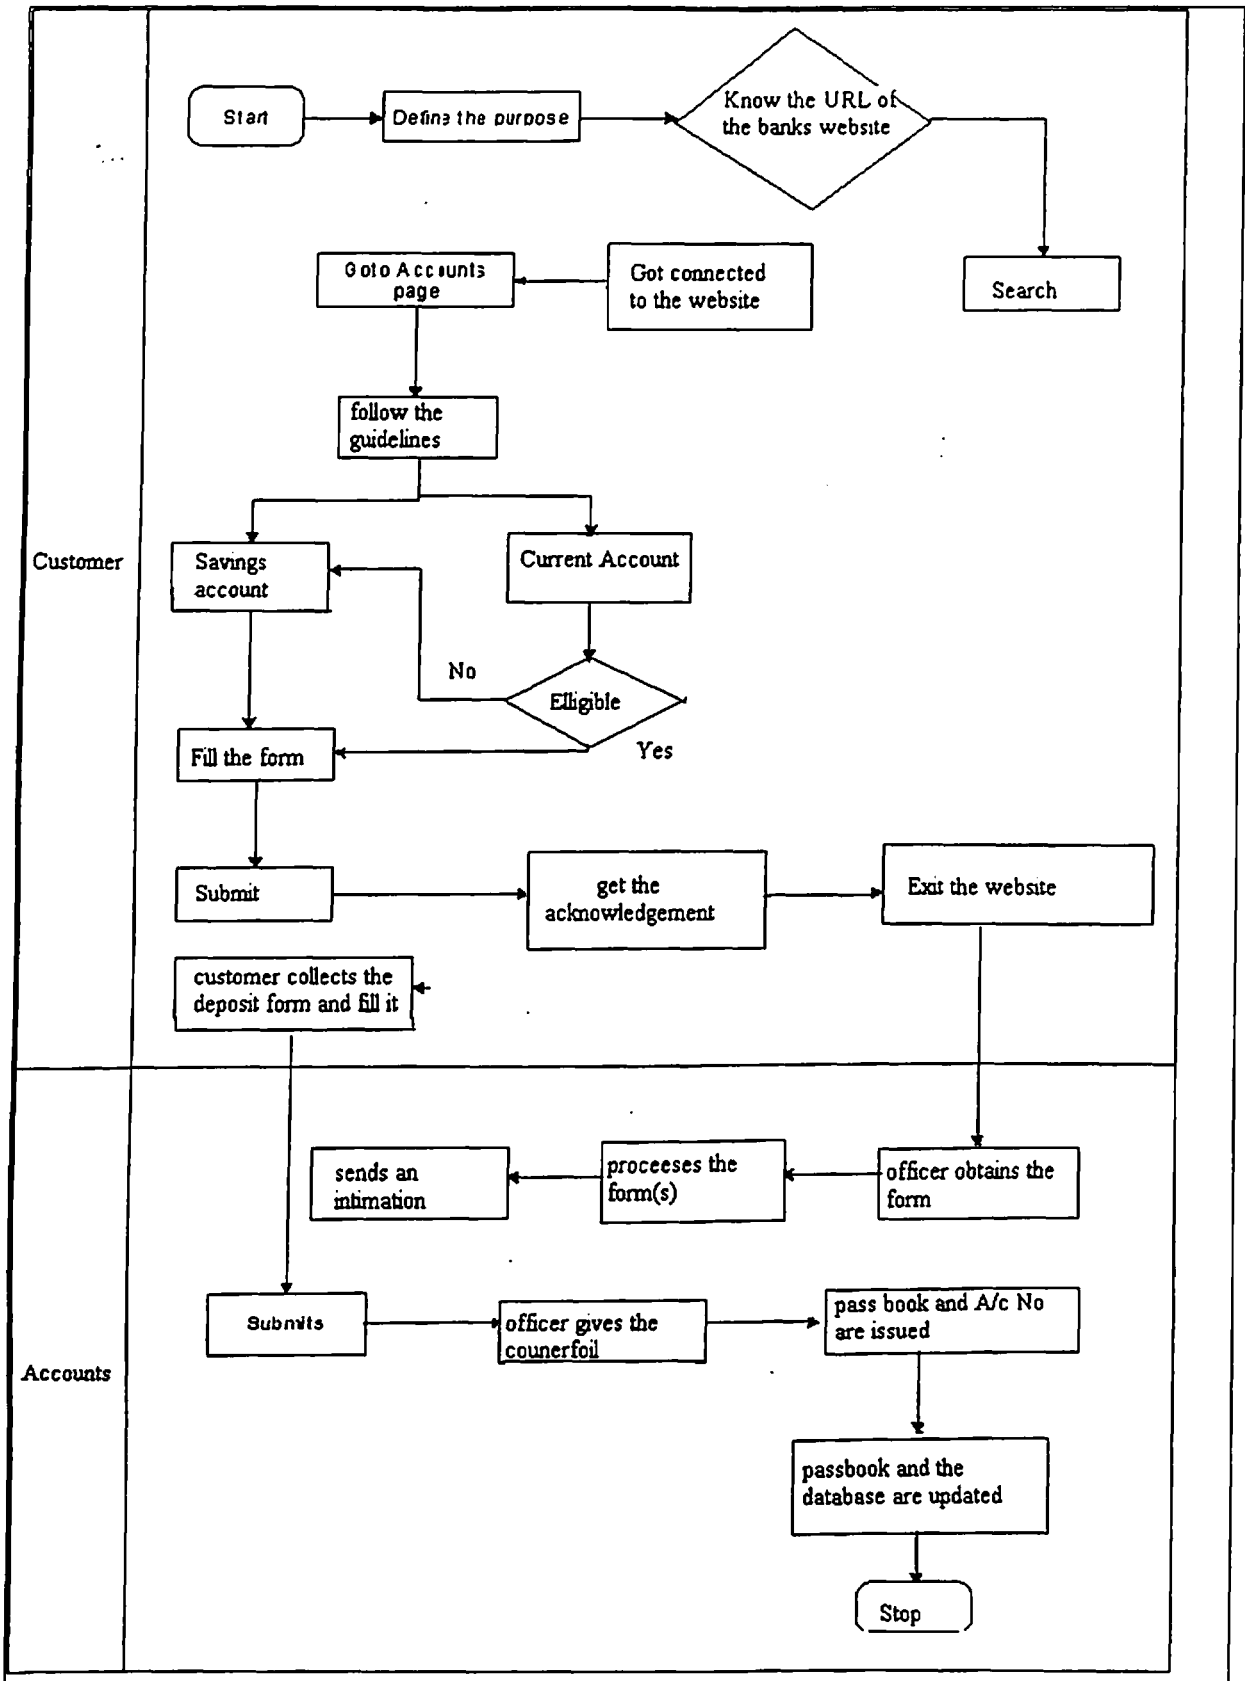 Start
Define the purpose
Know the URL of
the banks website
Goto Accounts
page
Got connected
to the website
Search
follow the
guidelines
Customer
Savings
account
Current Account
No
Elligible
Yes
Fill the form
Submit
get the
acknowledgement
Exit the website
customer collects the
deposit form and fill it
sends an
intimation
proceeses the
form(s)
officer obtains the
form
Submits
officer gives the
counerfoil
pass book and A/c No
are issued
Accounts
passbook and the
database are updated
Stop